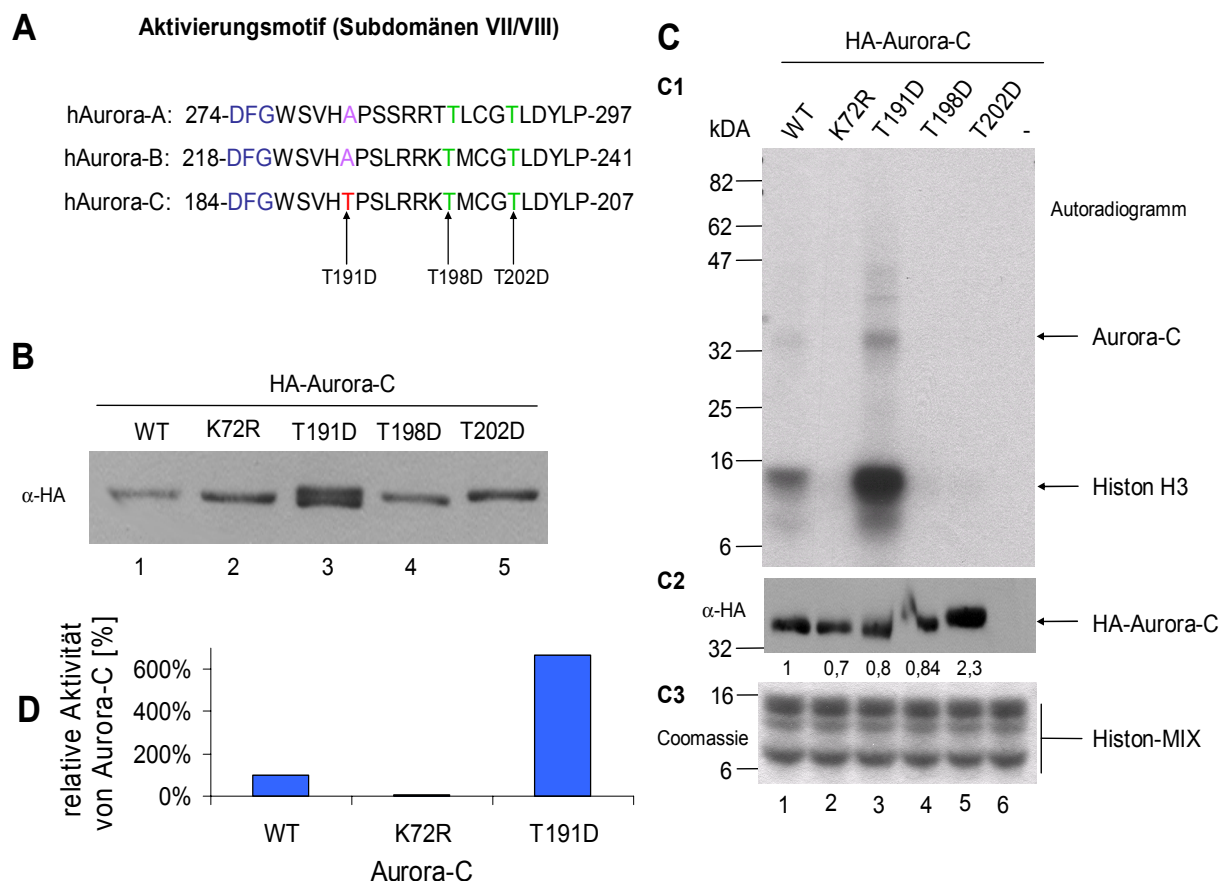 A
Aktivierungsmotif (Subdomänen VII/VIII)
hAurora-A: 274-DFGWSVHAPSSRRTTLCGTLDYLP-297
hAurora-B: 218-DFGWSVHAPSLRRKTMCGTLDYLP-241
hAurora-C: 184-DFGWSVHTPSLRRKTMCGTLDYLP-207
T191D T198D T202D
B
HA-Aurora-C
WT K72R T191D T198D T202D
α-HA
1 2 3 4 5
D
relative Aktivität
von Aurora-C [%]
600%
400%
200%
0%
WT K72R T191D
Aurora-C
C
HA-Aurora-C
C1
kDA
WT K72R T191D T198D T202D -
82
62
47
32
25
16
6
Autoradiogramm
Aurora-C
Histon H3
C2
α-HA
32
HA-Aurora-C
1 0,7 0,8 0,84 2,3
C3
16
Coomassie
6
Histon-MIX
1 2 3 4 5 6